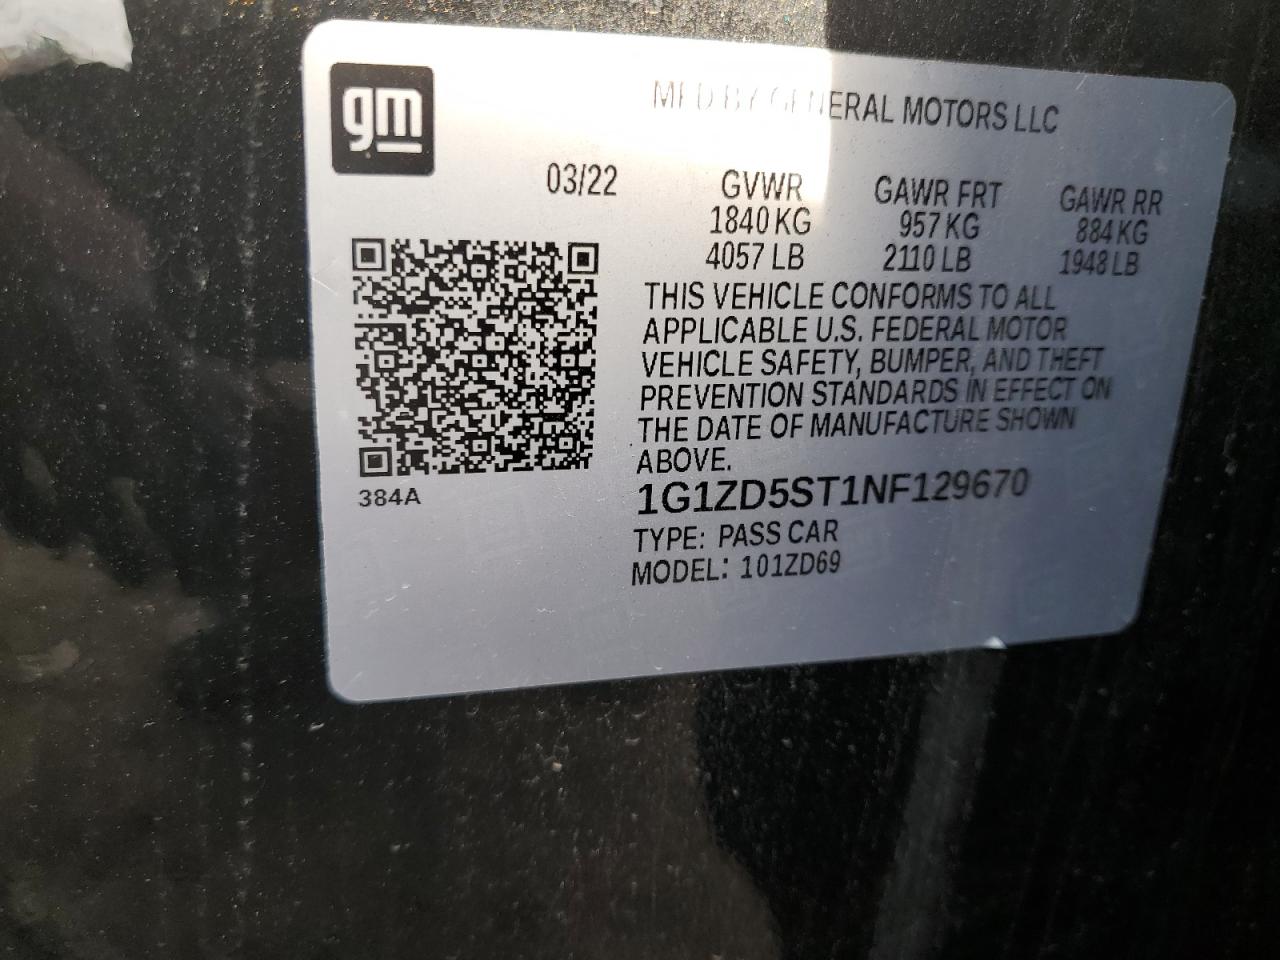 gm
MFD BY GENERAL MOTORS LLC
03/22
GVWR GAWR FRT GAWR RR
1840 KG 957 KG 884 KG
4057 LB 2110 LB 1948 LB
THIS VEHICLE CONFORMS TO ALL
APPLICABLE U.S. FEDERAL MOTOR
VEHICLE SAFETY, BUMPER, AND THEFT
PREVENTION STANDARDS IN EFFECT ON
THE DATE OF MANUFACTURE SHOWN
ABOVE.
384A
1G1ZD5ST1NF129670
TYPE: PASS CAR
MODEL: 101ZD69